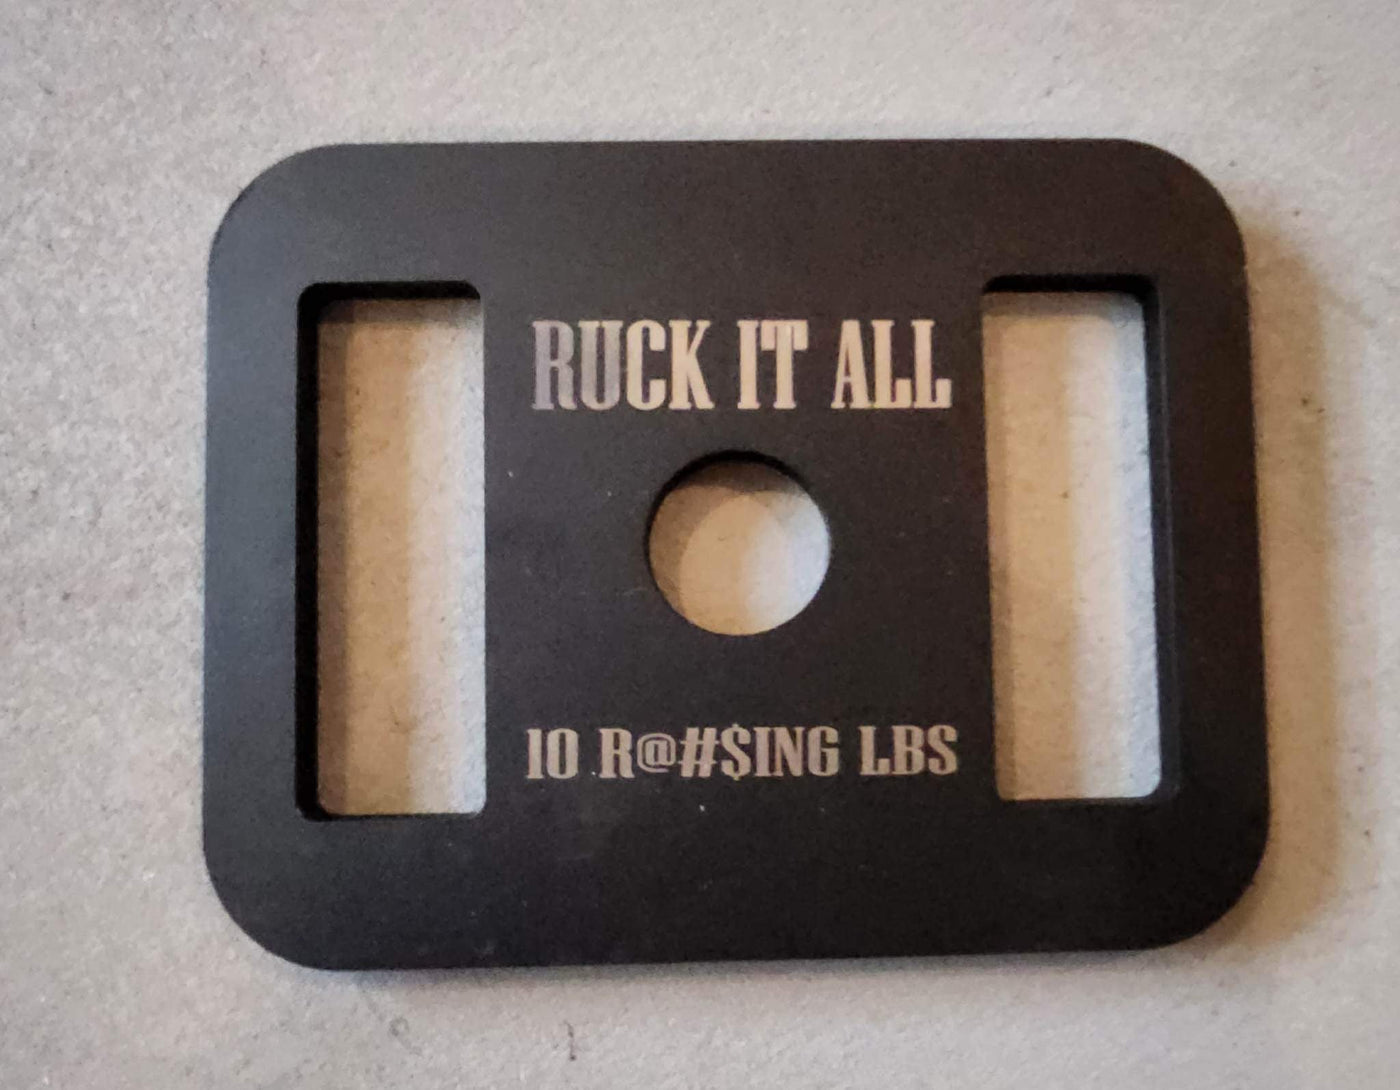 RUCK IT ALL
10 R@#$ING LBS